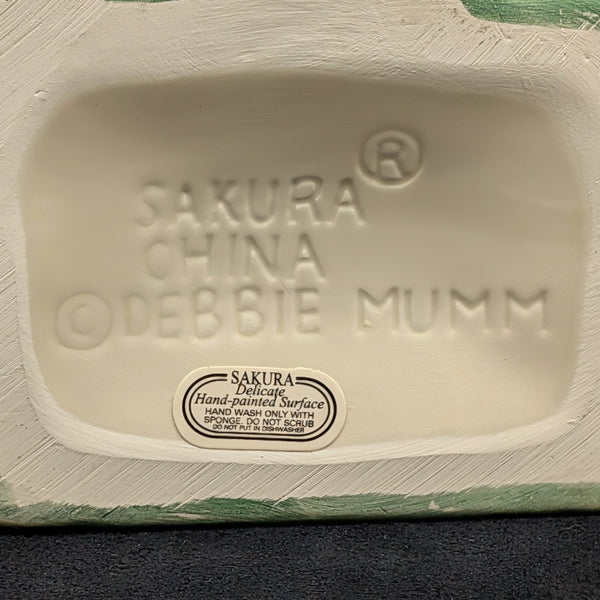 SAKURA ®
CHINA
© DEBBIE MUMM
SAKURA
Delicate
Hand-painted Surface
HAND WASH ONLY WITH
SPONGE. DO NOT SCRUB
DO NOT PUT IN DISHWASHER